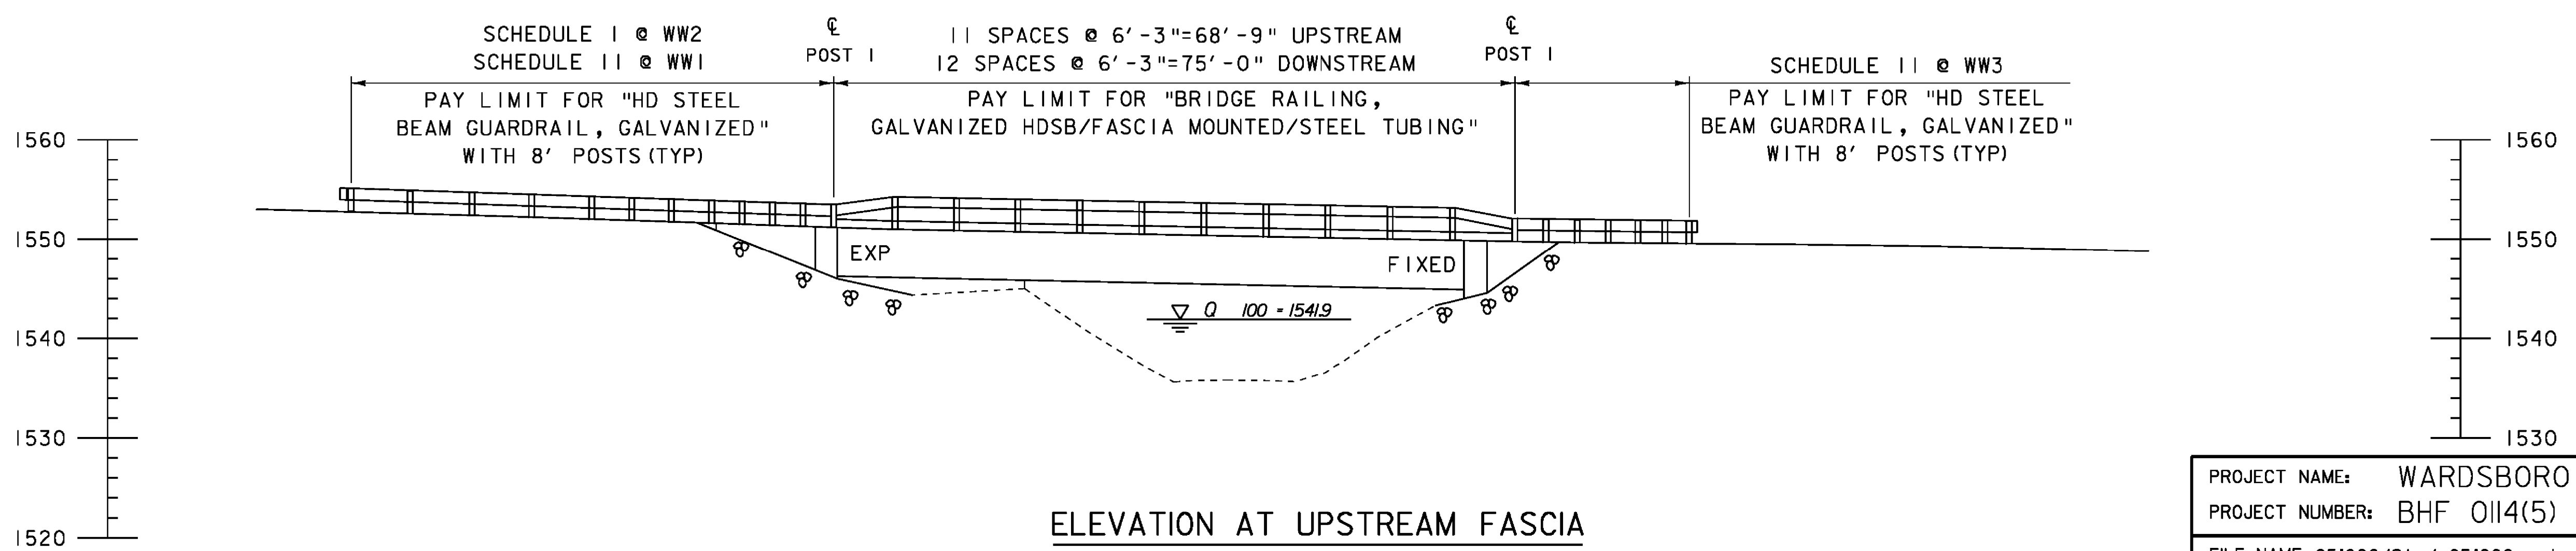 SCHEDULE I @ WW2
SCHEDULE II @ WW1
℄
POST 1
11 SPACES @ 6'-3"=68'-9" UPSTREAM
12 SPACES @ 6'-3"=75'-0" DOWNSTREAM
℄
POST 1
SCHEDULE II @ WW3
PAY LIMIT FOR "HD STEEL
BEAM GUARDRAIL, GALVANIZED"
WITH 8' POSTS (TYP)
PAY LIMIT FOR "BRIDGE RAILING,
GALVANIZED HDSB/FASCIA MOUNTED/STEEL TUBING"
PAY LIMIT FOR "HD STEEL
BEAM GUARDRAIL, GALVANIZED"
WITH 8' POSTS (TYP)
1560
1550
1540
1530
1520
EXP
FIXED
Q 100 = 1541.9
1560
1550
1540
1530
ELEVATION AT UPSTREAM FASCIA
PROJECT NAME: WARDSBORO
PROJECT NUMBER: BHF 0114(5)